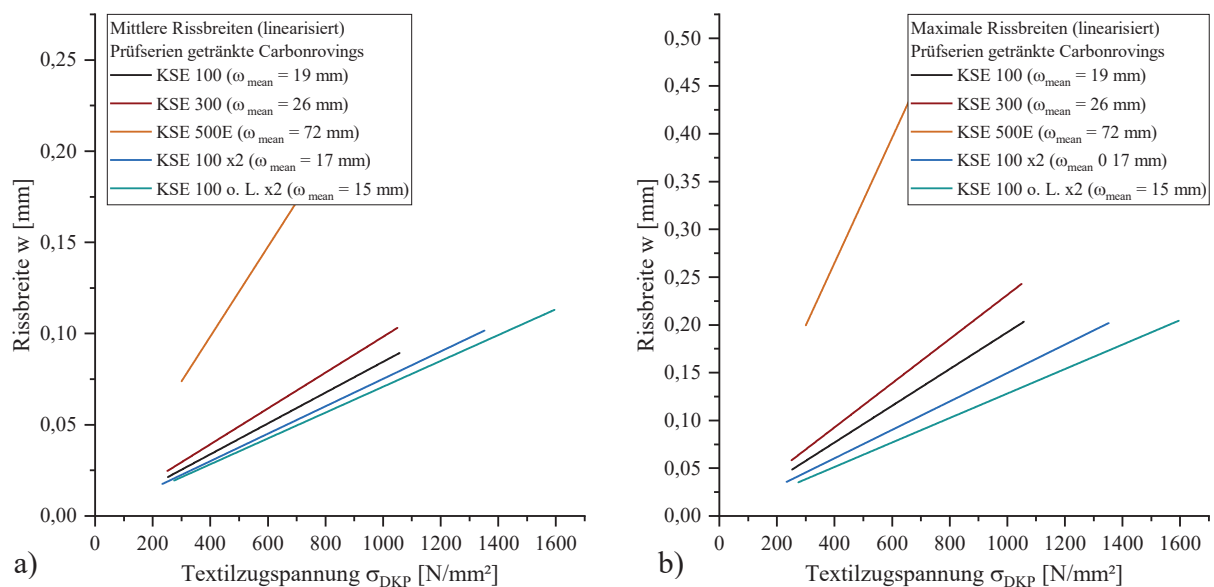 Mittlere Rissbreiten (linearisiert)
Prüfserien getränkte Carbonrovings
KSE 100 (ωmean = 19 mm)
KSE 300 (ωmean = 26 mm)
KSE 500E (ωmean = 72 mm)
KSE 100 x2 (ωmean = 17 mm)
KSE 100 o. L. x2 (ωmean = 15 mm)
Rissbreite w [mm]
0,25
0,20
0,15
0,10
0,05
0,00
0 200 400 600 800 1000 1200 1400 1600
Textilzugspannung σDKP [N/mm²]
a)
Maximale Rissbreiten (linearisiert)
Prüfserien getränkte Carbonrovings
KSE 100 (ωmean = 19 mm)
KSE 300 (ωmean = 26 mm)
KSE 500E (ωmean = 72 mm)
KSE 100 x2 (ωmean 0 17 mm)
KSE 100 o. L. x2 (ωmean = 15 mm)
Rissbreite w [mm]
0,50
0,45
0,40
0,35
0,30
0,25
0,20
0,15
0,10
0,05
0,00
0 200 400 600 800 1000 1200 1400 1600
Textilzugspannung σDKP [N/mm²]
b)